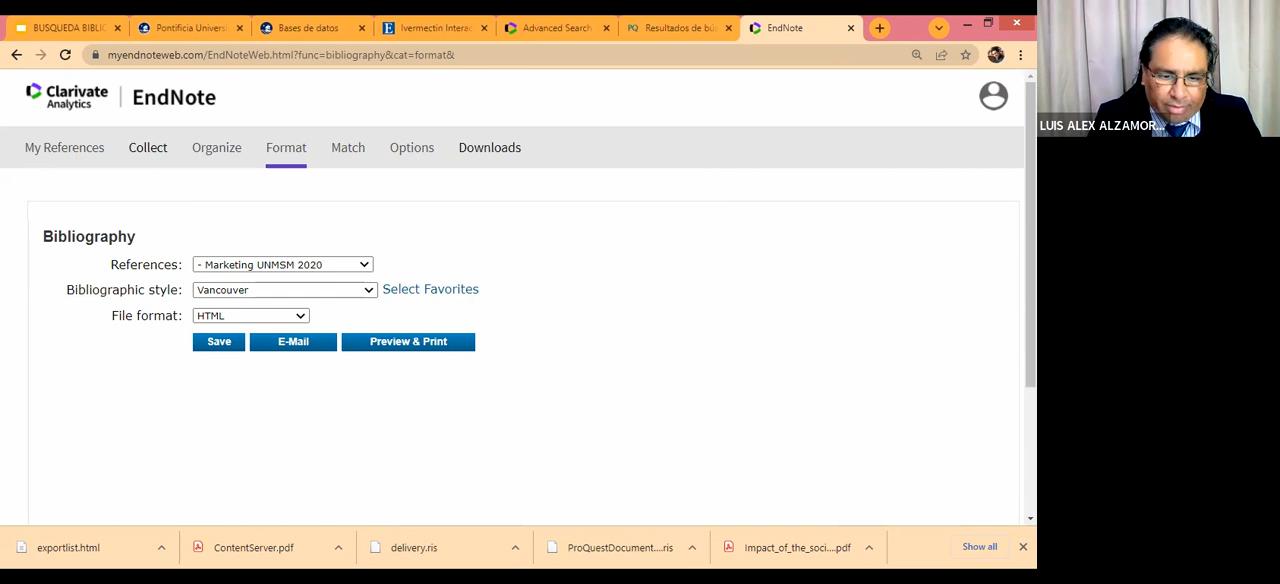 BUSQUEDA BIBLIC
Pontificia Universi
Bases de datos
Ivermectin Interac
Advanced Search
PQ Resultados de bú
EndNote
myendnoteweb.com/EndNoteWeb.html?func=bibliography&cat=format&
LUIS ALEX ALZAMOR...
Clarivate
Analytics
EndNote
My References
Collect
Organize
Format
Match
Options
Downloads
Bibliography
References:
- Marketing UNMSM 2020
Bibliographic style:
Vancouver
Select Favorites
File format:
HTML
Save
E-Mail
Preview & Print
exportlist.html
ContentServer.pdf
delivery.ris
ProQuestDocument....ris
Impact_of_the_soci....pdf
Show all